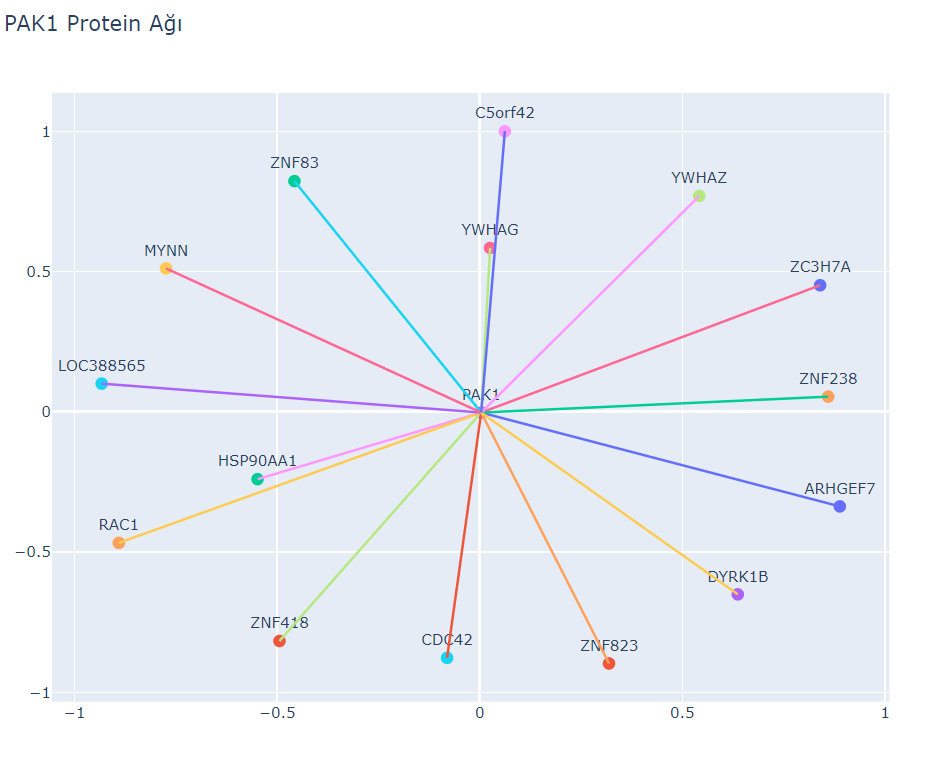 PAK1 Protein Ağı
C5orf42
ZNF83
YWHAZ
YWHAG
MYNN
ZC3H7A
LOC388565
ZNF238
PAK1
HSP90AA1
ARHGEF7
RAC1
DYRK1B
ZNF418
CDC42
ZNF823
1
0.5
0
−0.5
−1
−1 −0.5 0 0.5 1